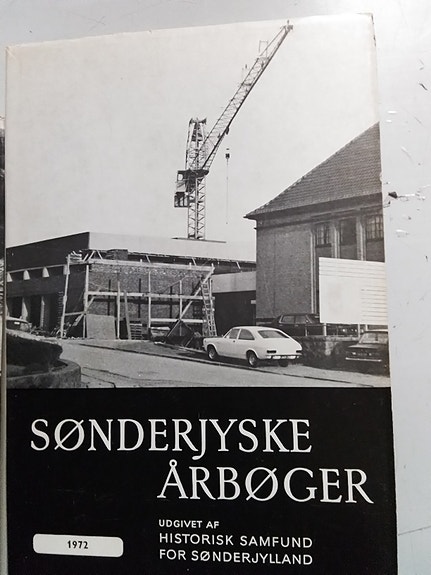 SØNDERJYSKE
ÅRBØGER
UDGIVET AF
HISTORISK SAMFUND
FOR SØNDERJYLLAND
1972